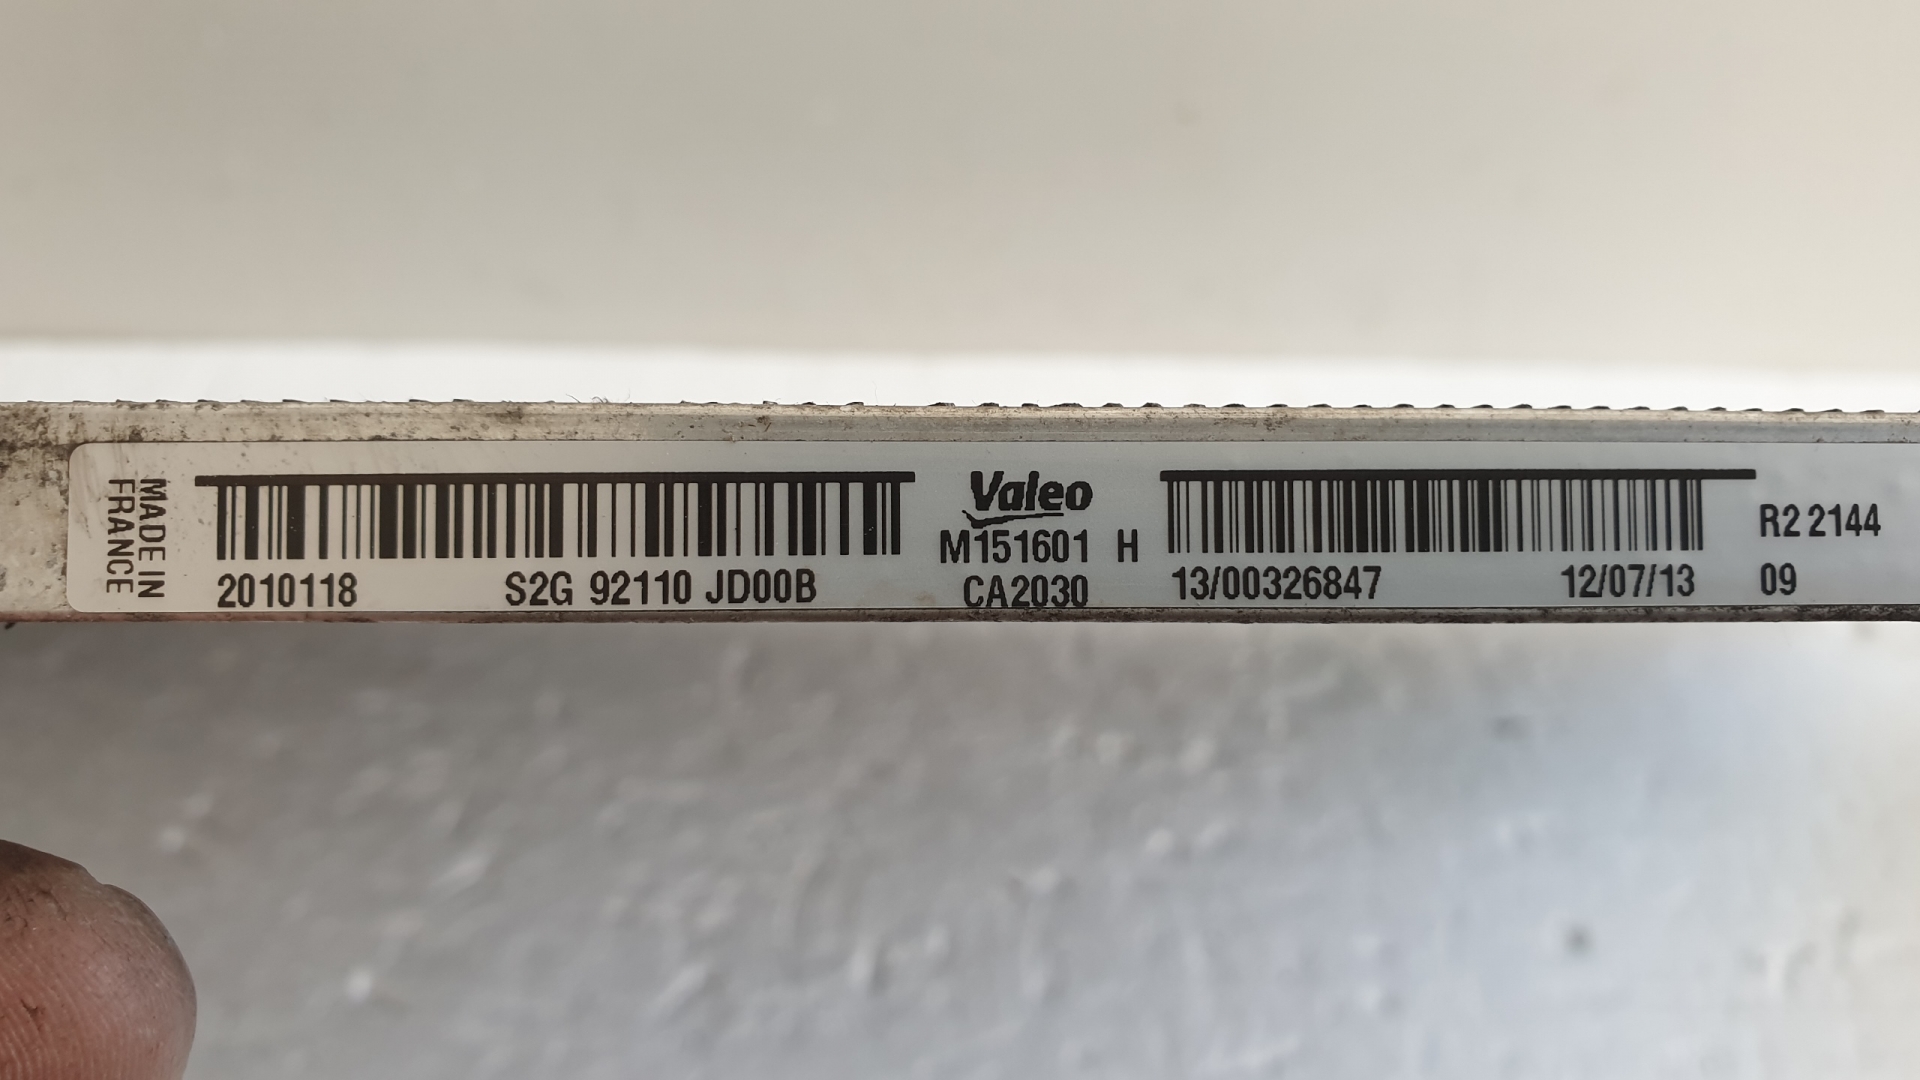 MADE IN
FRANCE
2010118 S2G 92110 JD00B
Valeo
M151601 H
CA2030
13/00326847 12/07/13
R2 2144
09